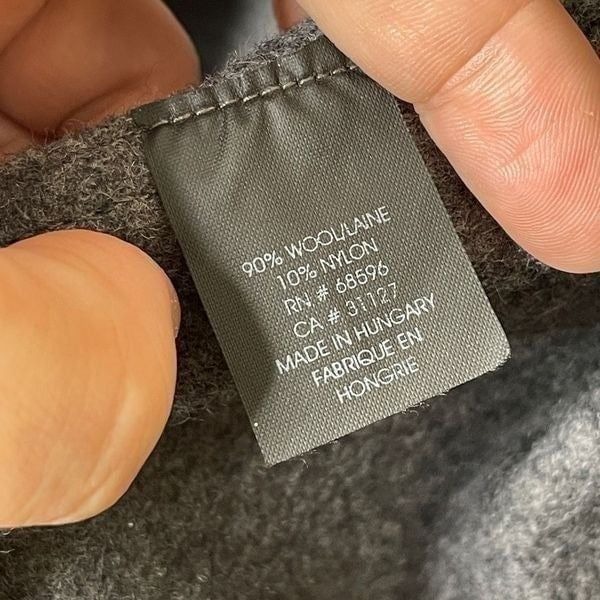 90% WOOL/LAINE
10% NYLON
RN # 68596
CA # 31127
MADE IN HUNGARY
FABRIQUE EN
HONGRIE